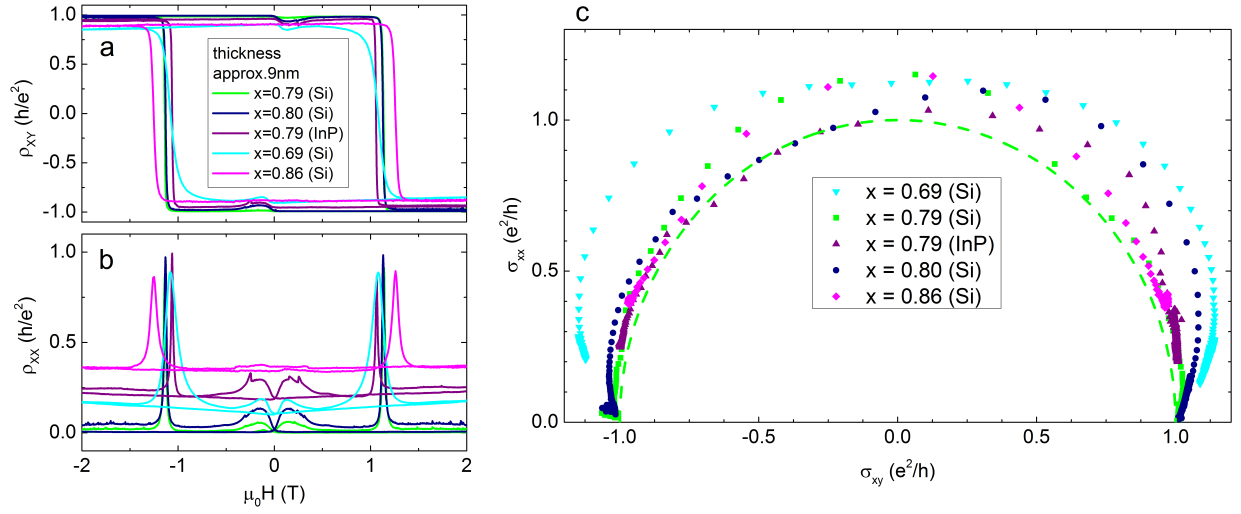 a
thickness
approx.9nm
x=0.79 (Si)
x=0.80 (Si)
x=0.79 (InP)
x=0.69 (Si)
x=0.86 (Si)
ρXY (h/e²)
1.0
0.5
0.0
-0.5
-1.0
b
ρXX (h/e²)
1.0
0.5
0.0
-2
-1
0
1
2
μ₀H (T)
c
σxx (e²/h)
1.0
0.5
0.0
x = 0.69 (Si)
x = 0.79 (Si)
x = 0.79 (InP)
x = 0.80 (Si)
x = 0.86 (Si)
-1.0
-0.5
0.0
0.5
1.0
σxy (e²/h)